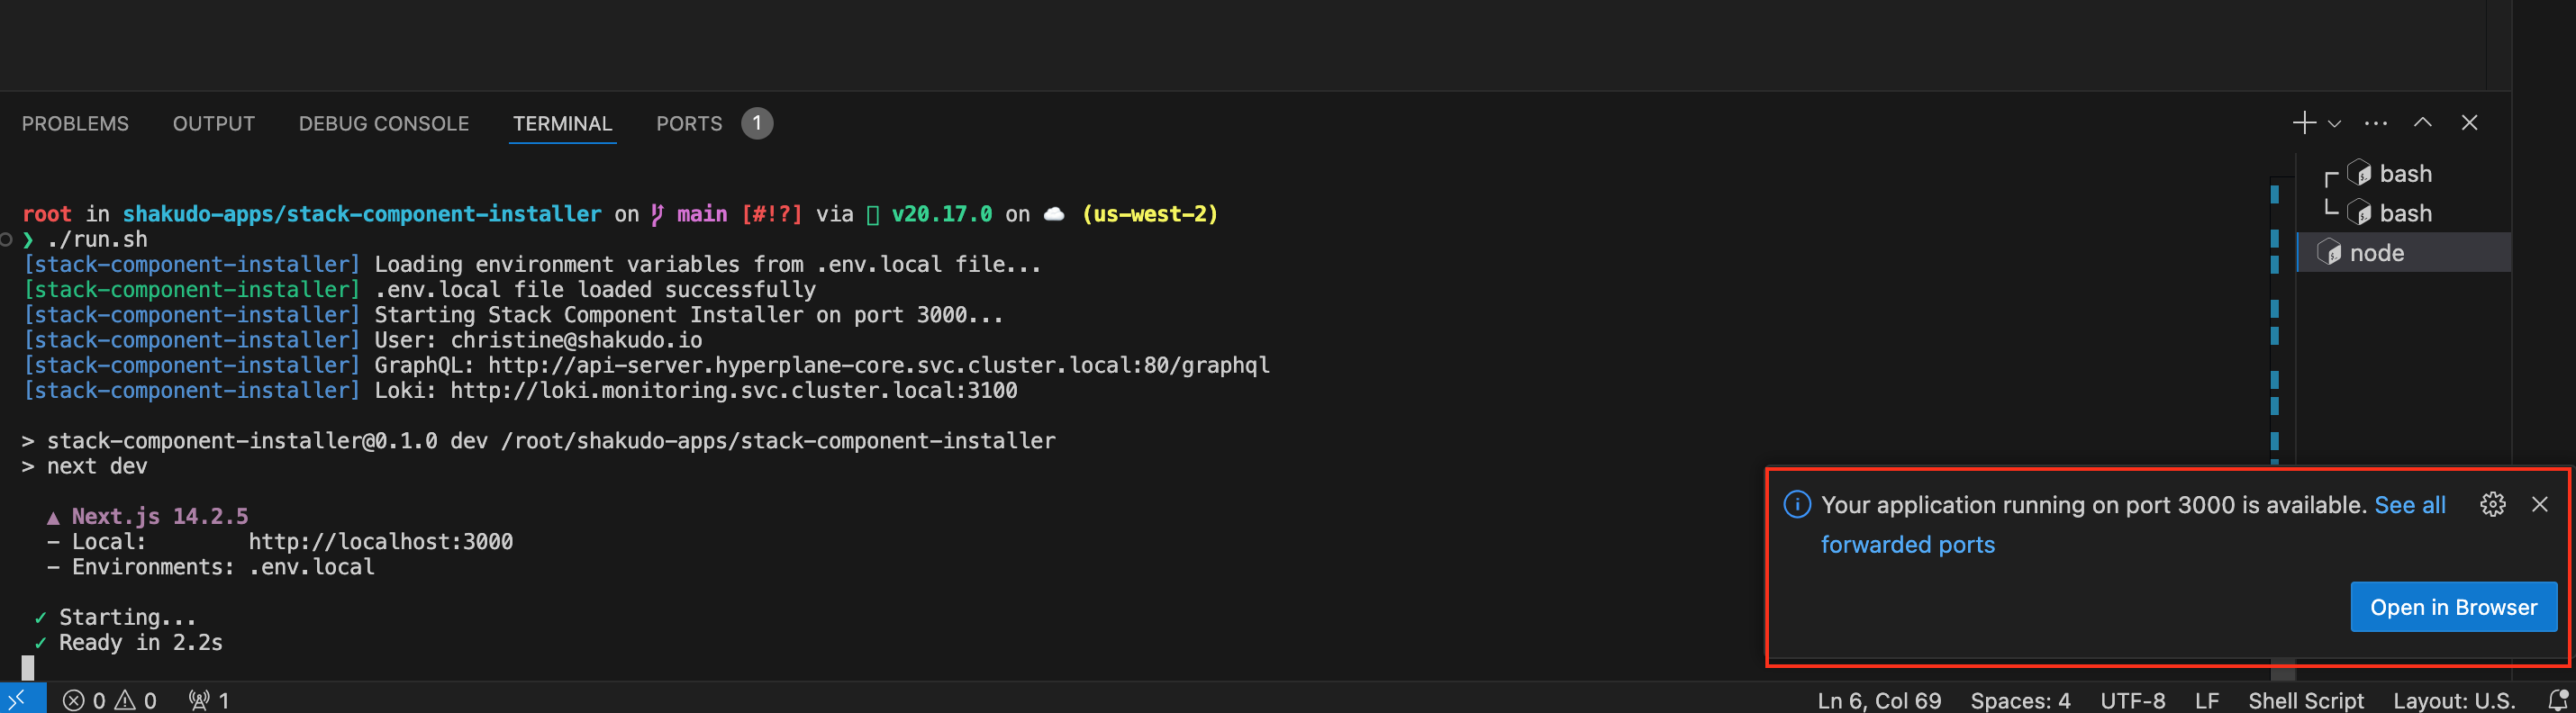 PROBLEMS OUTPUT DEBUG CONSOLE TERMINAL PORTS 1
bash
bash
node
root in shakudo-apps/stack-component-installer on main [#!?] via v20.17.0 on (us-west-2)
❯ ./run.sh
[stack-component-installer] Loading environment variables from .env.local file...
[stack-component-installer] .env.local file loaded successfully
[stack-component-installer] Starting Stack Component Installer on port 3000...
[stack-component-installer] User: christine@shakudo.io
[stack-component-installer] GraphQL: http://api-server.hyperplane-core.svc.cluster.local:80/graphql
[stack-component-installer] Loki: http://loki.monitoring.svc.cluster.local:3100
> stack-component-installer@0.1.0 dev /root/shakudo-apps/stack-component-installer
> next dev
▲ Next.js 14.2.5
- Local: http://localhost:3000
- Environments: .env.local
✓ Starting...
✓ Ready in 2.2s
Your application running on port 3000 is available. See all
forwarded ports
Open in Browser
0 0 1 Ln 6, Col 69 Spaces: 4 UTF-8 LF Shell Script Layout: U.S.